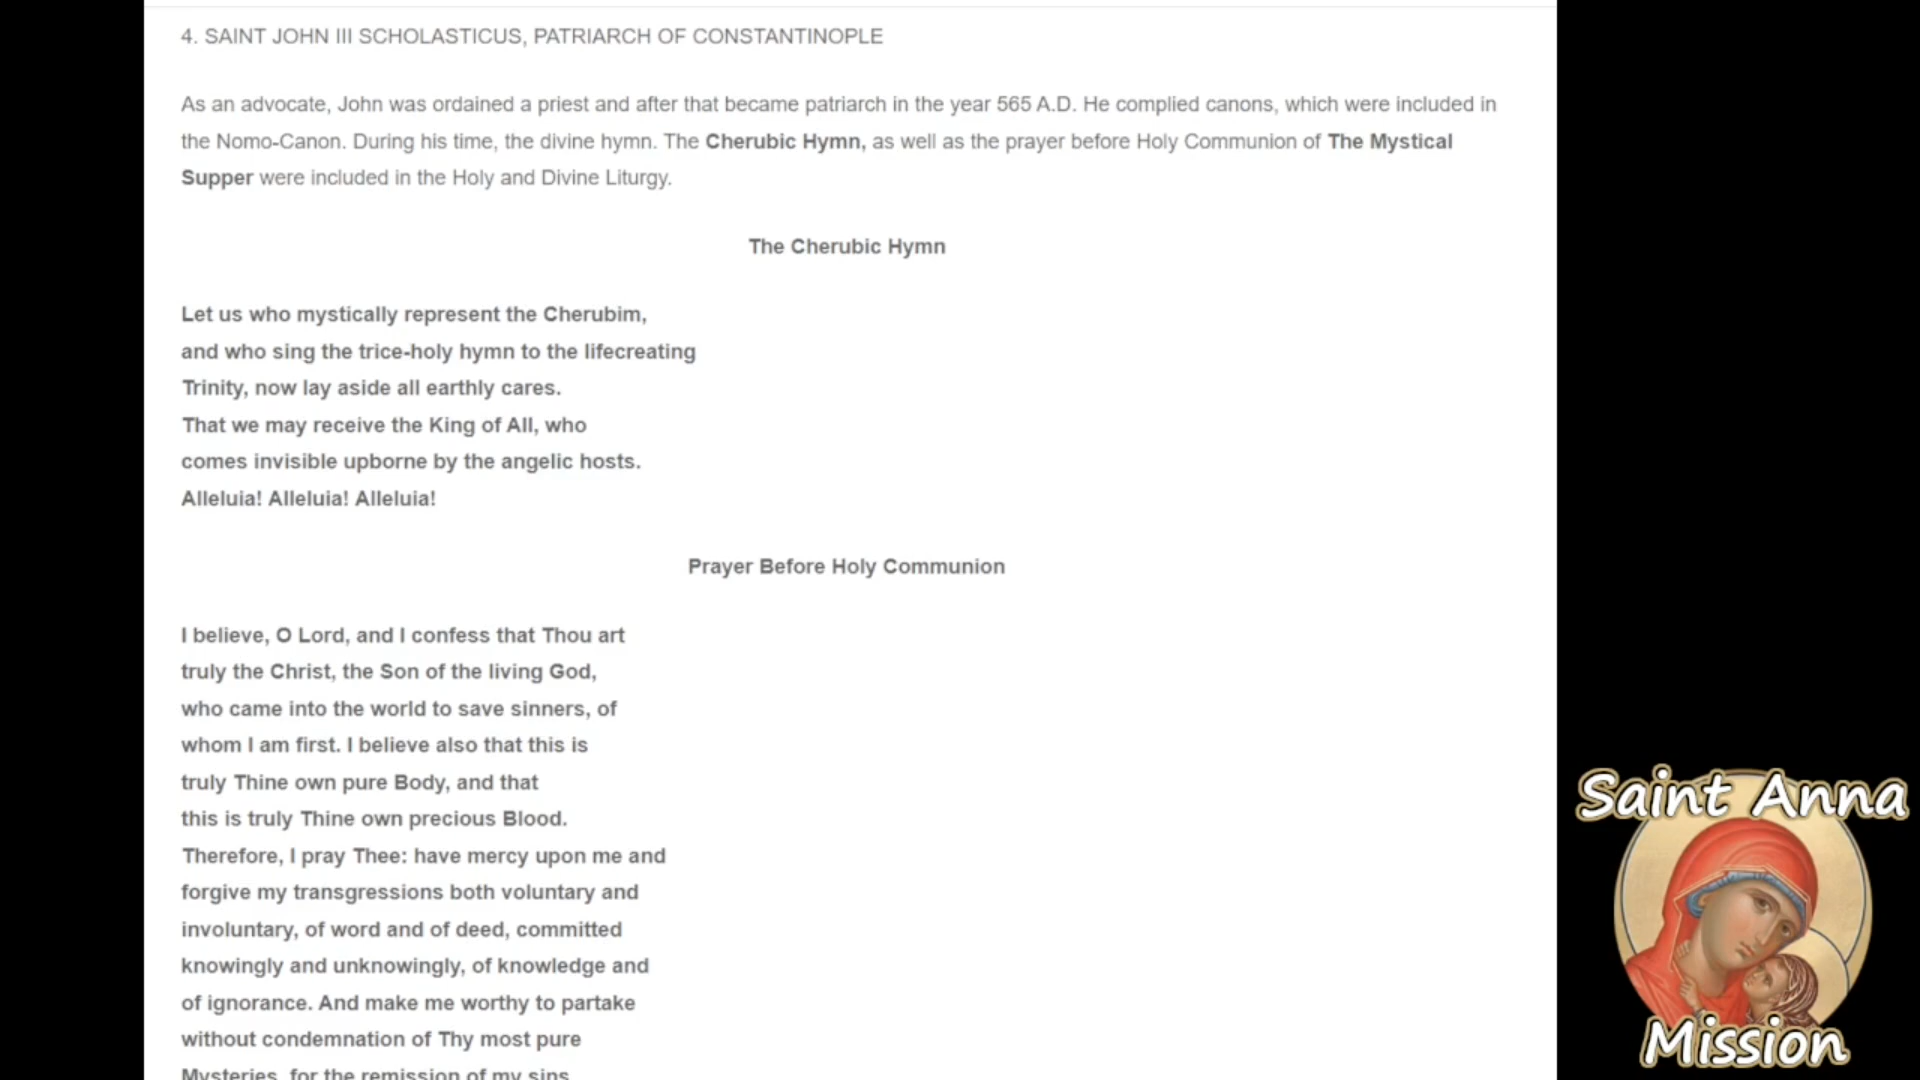 4. SAINT JOHN III SCHOLASTICUS, PATRIARCH OF CONSTANTINOPLE
As an advocate, John was ordained a priest and after that became patriarch in the year 565 A.D. He complied canons, which were included in
the Nomo-Canon. During his time, the divine hymn. The Cherubic Hymn, as well as the prayer before Holy Communion of The Mystical
Supper were included in the Holy and Divine Liturgy.
The Cherubic Hymn
Let us who mystically represent the Cherubim,
and who sing the trice-holy hymn to the lifecreating
Trinity, now lay aside all earthly cares.
That we may receive the King of All, who
comes invisible upborne by the angelic hosts.
Alleluia! Alleluia! Alleluia!
Prayer Before Holy Communion
I believe, O Lord, and I confess that Thou art
truly the Christ, the Son of the living God,
who came into the world to save sinners, of
whom I am first. I believe also that this is
truly Thine own pure Body, and that
this is truly Thine own precious Blood.
Therefore, I pray Thee: have mercy upon me and
forgive my transgressions both voluntary and
involuntary, of word and of deed, committed
knowingly and unknowingly, of knowledge and
of ignorance. And make me worthy to partake
without condemnation of Thy most pure
Mysteries, for the remission of my sins
Saint Anna
Mission